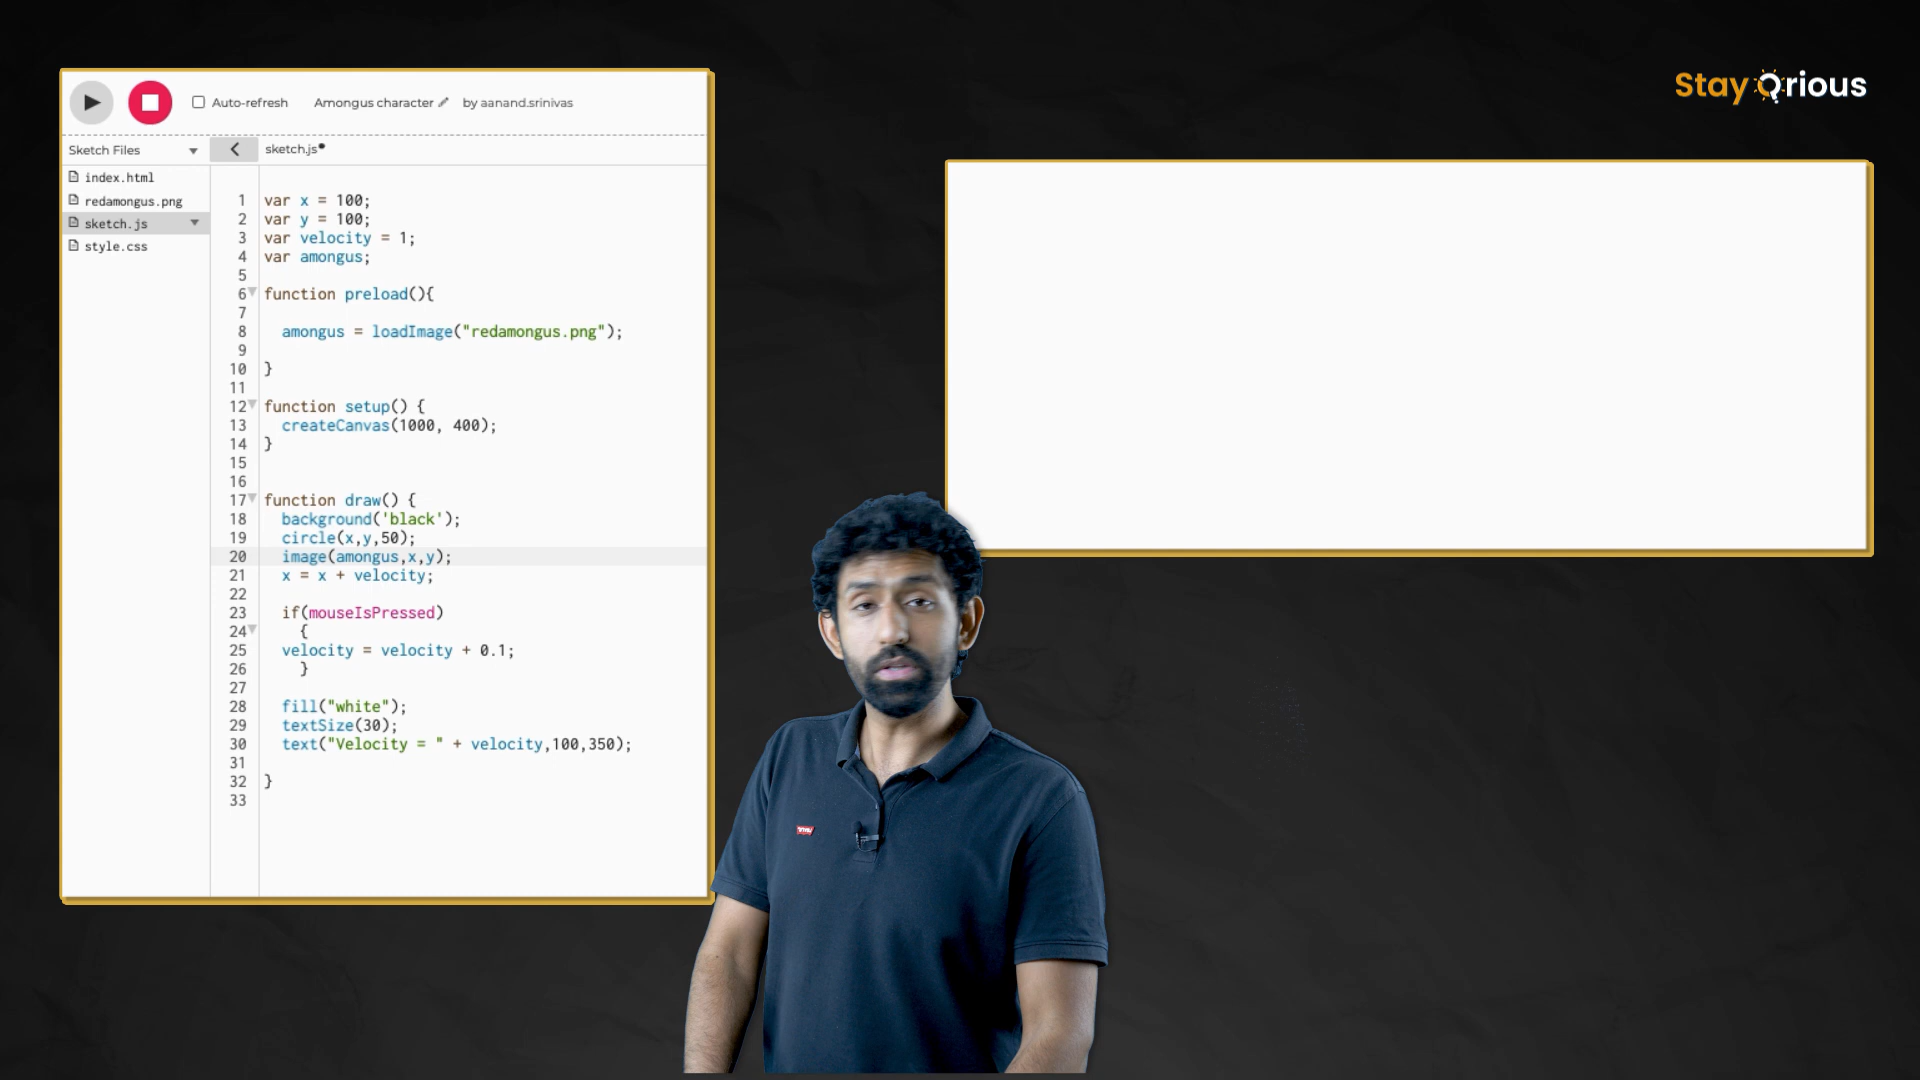 Auto-refresh Amongus character by aanand.srinivas
Stay Qrious
Sketch Files
sketch.js
index.html
redamongus.png
sketch.js
style.css
1 var x = 100;
2 var y = 100;
3 var velocity = 1;
4 var amongus;
5
6 function preload(){
7
8 amongus = loadImage("redamongus.png");
9
10 }
11
12 function setup() {
13 createCanvas(1000, 400);
14 }
15
16
17 function draw() {
18 background('black');
19 circle(x,y,50);
20 image(amongus,x,y);
21 x = x + velocity;
22
23 if(mouseIsPressed)
24 {
25 velocity = velocity + 0.1;
26 }
27
28 fill("white");
29 textSize(30);
30 text("Velocity = " + velocity,100,350);
31
32 }
33